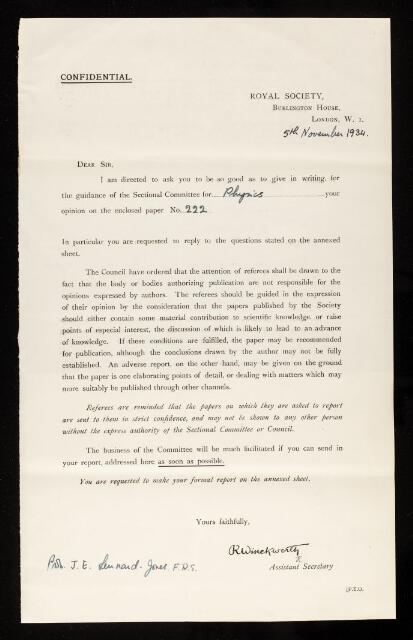 CONFIDENTIAL.
ROYAL SOCIETY,
BURLINGTON HOUSE,
LONDON, W. 1.
5th November 1934.
DEAR SIR,
I am directed to ask you to be so good as to give in writing, for
the guidance of the Sectional Committee for Physics your
opinion on the enclosed paper No. 222
In particular you are requested to reply to the questions stated on the annexed
sheet.
The Council have ordered that the attention of referees shall be drawn to the
fact that the body or bodies authorizing publication are not responsible for the
opinions expressed by authors. The referees should be guided in the expression
of their opinion by the consideration that the papers published by the Society
should either contain some material contribution to scientific knowledge, or raise
points of especial interest, the discussion of which is likely to lead to an advance
of knowledge. If these conditions are fulfilled, the paper may be recommended
for publication, although the conclusions drawn by the author may not be fully
established. An adverse report, on the other hand, may be given on the ground
that the paper is one elaborating points of detail, or dealing with matters which may
more suitably be published through other channels.
Referees are reminded that the papers on which they are asked to report
are sent to them in strict confidence, and may not be shown to any other person
without the express authority of the Sectional Committee or Council.
The business of the Committee will be much facilitated if you can send in
your report, addressed here as soon as possible.
You are requested to make your formal report on the annexed sheet.
Yours faithfully,
R Winckworth
Assistant Secretary
Prof. J. E. Lennard-Jones F.R.S.
[P.T.O.